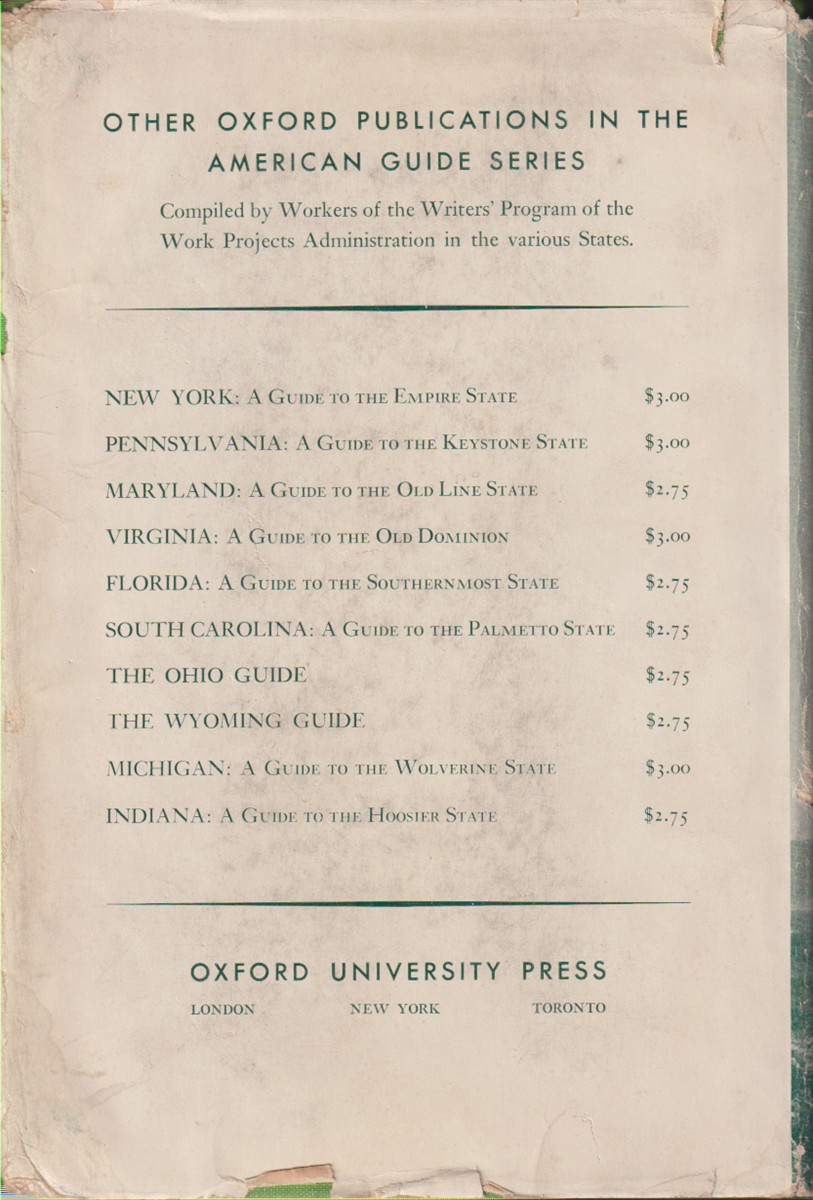 OTHER OXFORD PUBLICATIONS IN THE
AMERICAN GUIDE SERIES
Compiled by Workers of the Writers' Program of the
Work Projects Administration in the various States.
NEW YORK: A GUIDE TO THE EMPIRE STATE $3.00
PENNSYLVANIA: A GUIDE TO THE KEYSTONE STATE $3.00
MARYLAND: A GUIDE TO THE OLD LINE STATE $2.75
VIRGINIA: A GUIDE TO THE OLD DOMINION $3.00
FLORIDA: A GUIDE TO THE SOUTHERNMOST STATE $2.75
SOUTH CAROLINA: A GUIDE TO THE PALMETTO STATE $2.75
THE OHIO GUIDE $2.75
THE WYOMING GUIDE $2.75
MICHIGAN: A GUIDE TO THE WOLVERINE STATE $3.00
INDIANA: A GUIDE TO THE HOOSIER STATE $2.75
OXFORD UNIVERSITY PRESS
LONDON NEW YORK TORONTO